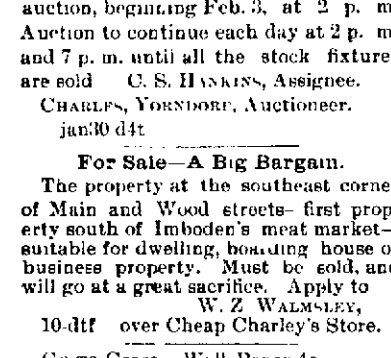 auction, beginning Feb. 3, at 2 p. m
Auction to continue each day at 2 p. m
and 7 p. m. until all the stock fixture
are sold C. S. HANKINS, Assignee.
CHARLES, YORNDORF, Auctioneer.
jan30 d4t
For Sale—A Big Bargain.
The property at the southeast corne
of Main and Wood streets- first prop
erty south of Imboden's meat market—
suitable for dwelling, boarding house o
business property. Must be sold, and
will go at a great sacrifice. Apply to
W. Z WALMSLEY,
10-dtf over Cheap Charley's Store.